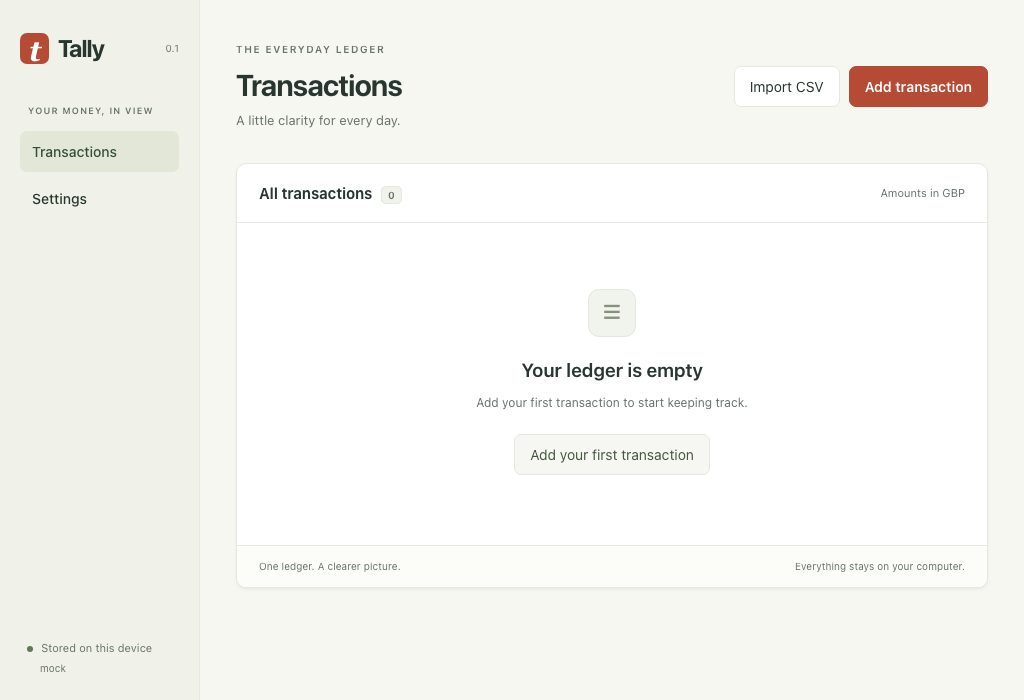 t Tally 0.1
YOUR MONEY, IN VIEW
Transactions
Settings
Stored on this device
mock
THE EVERYDAY LEDGER
Transactions
A little clarity for every day.
Import CSV
Add transaction
All transactions 0
Amounts in GBP
Your ledger is empty
Add your first transaction to start keeping track.
Add your first transaction
One ledger. A clearer picture.
Everything stays on your computer.